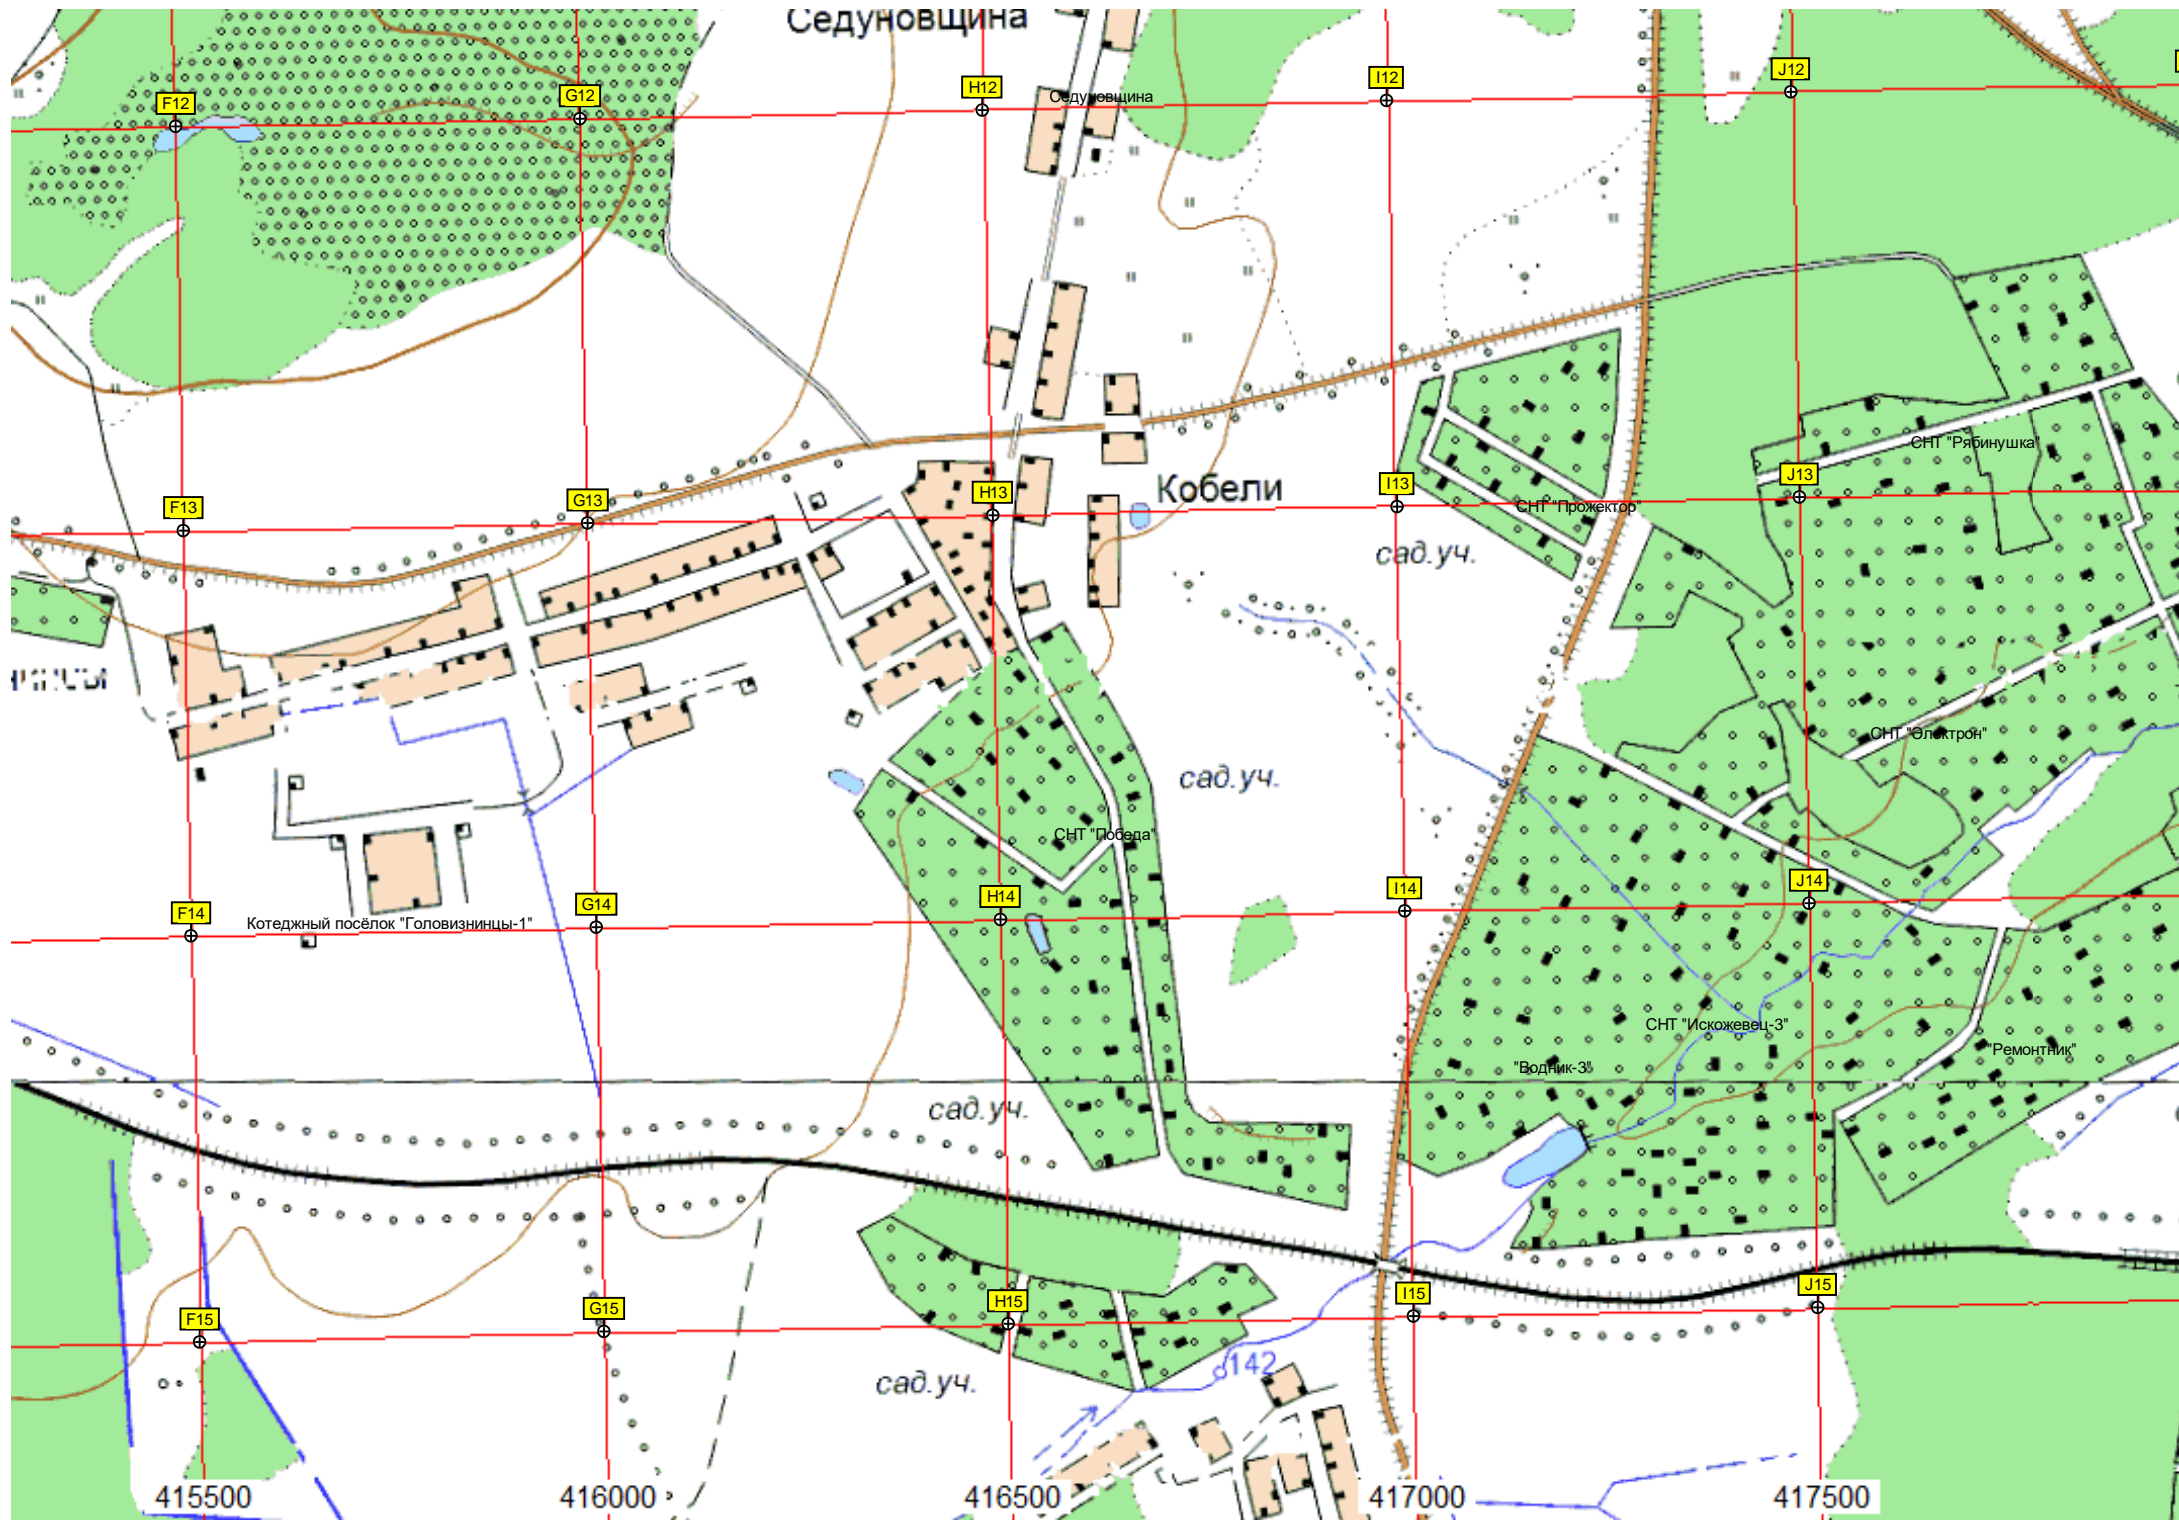 Седуновщина
J12
I12
H12
G12
F12
Седуновщина
СНТ "Рябинушка"
J13
I13
Кобели
H13
G13
F13
СНТ "Прожектор"
сад.уч.
СНТ "Электрон"
сад.уч.
СНТ "Победа"
J14
I14
H14
G14
F14
Котеджный посёлок "Головизнинцы-1"
СНТ "Искожевец-3"
"Ремонтник"
"Водник-3"
сад.уч.
J15
I15
H15
G15
F15
142
сад.уч.
415500
416000
416500
417000
417500